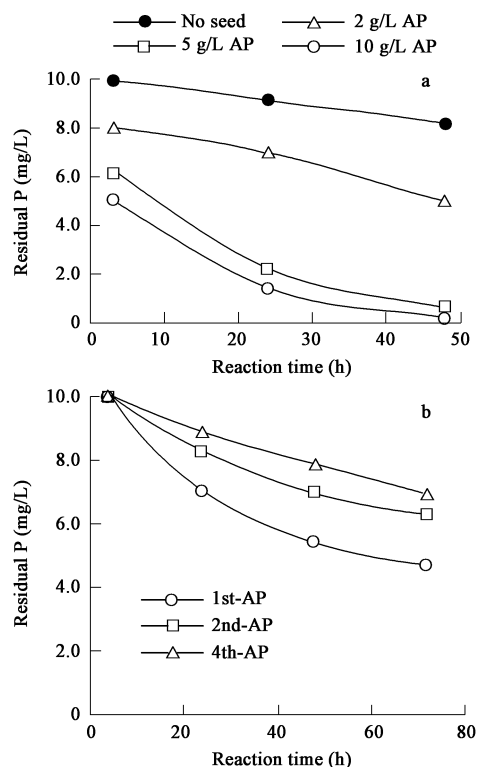 No seed 2 g/L AP
5 g/L AP 10 g/L AP
a
10.0
8.0
6.0
4.0
2.0
0
Residual P (mg/L)
0 10 20 30 40 50
Reaction time (h)
b
10.0
8.0
6.0
4.0
2.0
0
Residual P (mg/L)
1st-AP
2nd-AP
4th-AP
0 20 40 60 80
Reaction time (h)